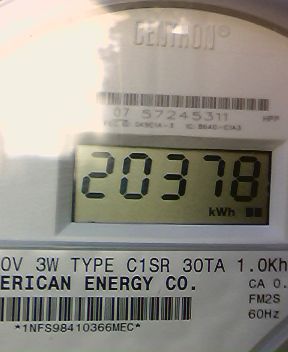 CENTRON®
07 57245311 HPP
20378
kWh
0V 3W TYPE C1SR 30TA 1.0Kh
ERICAN ENERGY CO. CA 0.
FM2S
60Hz
*1NFS98410366MEC*